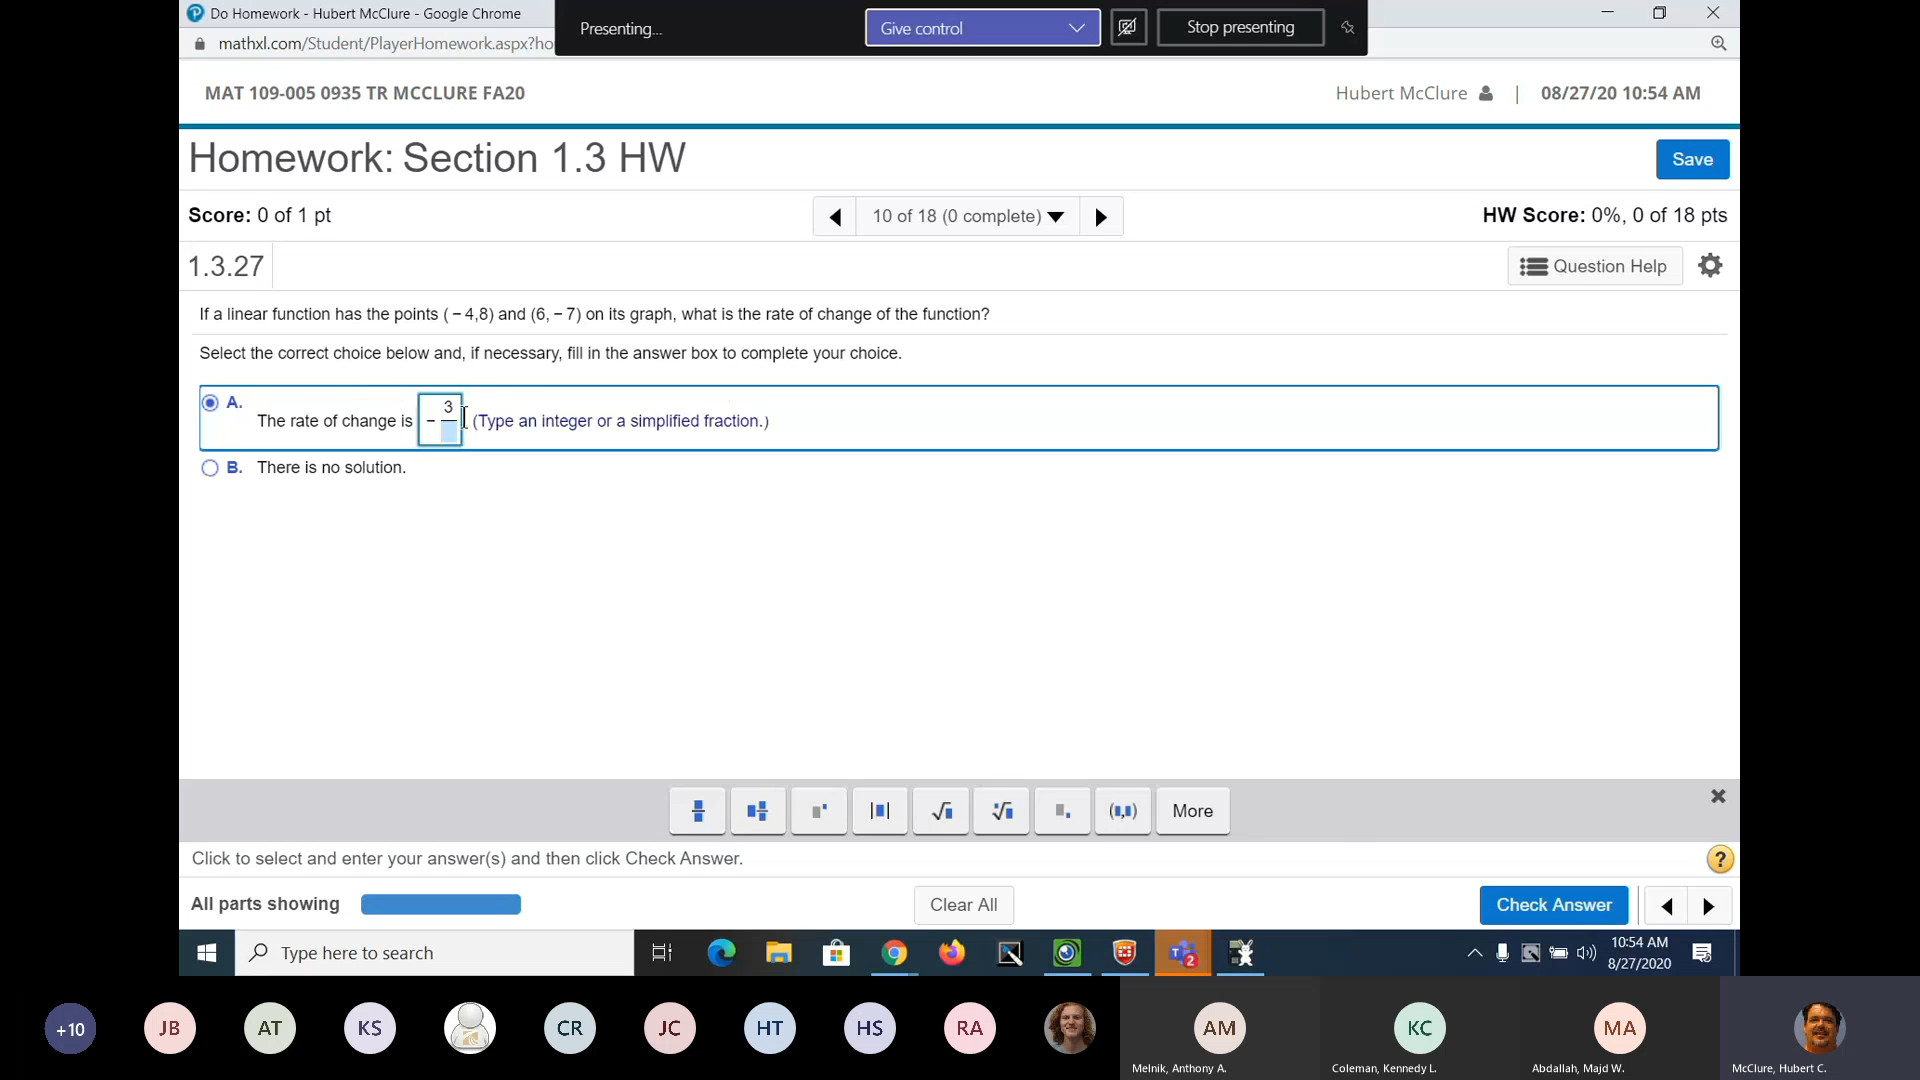 Do Homework - Hubert McClure - Google Chrome
Presenting...
Give control
Stop presenting
mathxl.com/Student/PlayerHomework.aspx?ho
MAT 109-005 0935 TR MCCLURE FA20
Hubert McClure | 08/27/20 10:54 AM
Homework: Section 1.3 HW
Save
Score: 0 of 1 pt
10 of 18 (0 complete)
HW Score: 0%, 0 of 18 pts
1.3.27
Question Help
If a linear function has the points (−4,8) and (6,−7) on its graph, what is the rate of change of the function?
Select the correct choice below and, if necessary, fill in the answer box to complete your choice.
A.
3
The rate of change is − (Type an integer or a simplified fraction.)
B. There is no solution.
More
Click to select and enter your answer(s) and then click Check Answer.
?
All parts showing
Clear All
Check Answer
Type here to search
2
10:54 AM
8/27/2020
+10
JB
AT
KS
CR
JC
HT
HS
RA
AM
KC
MA
Melnik, Anthony A.
Coleman, Kennedy L.
Abdallah, Majd W.
McClure, Hubert C.